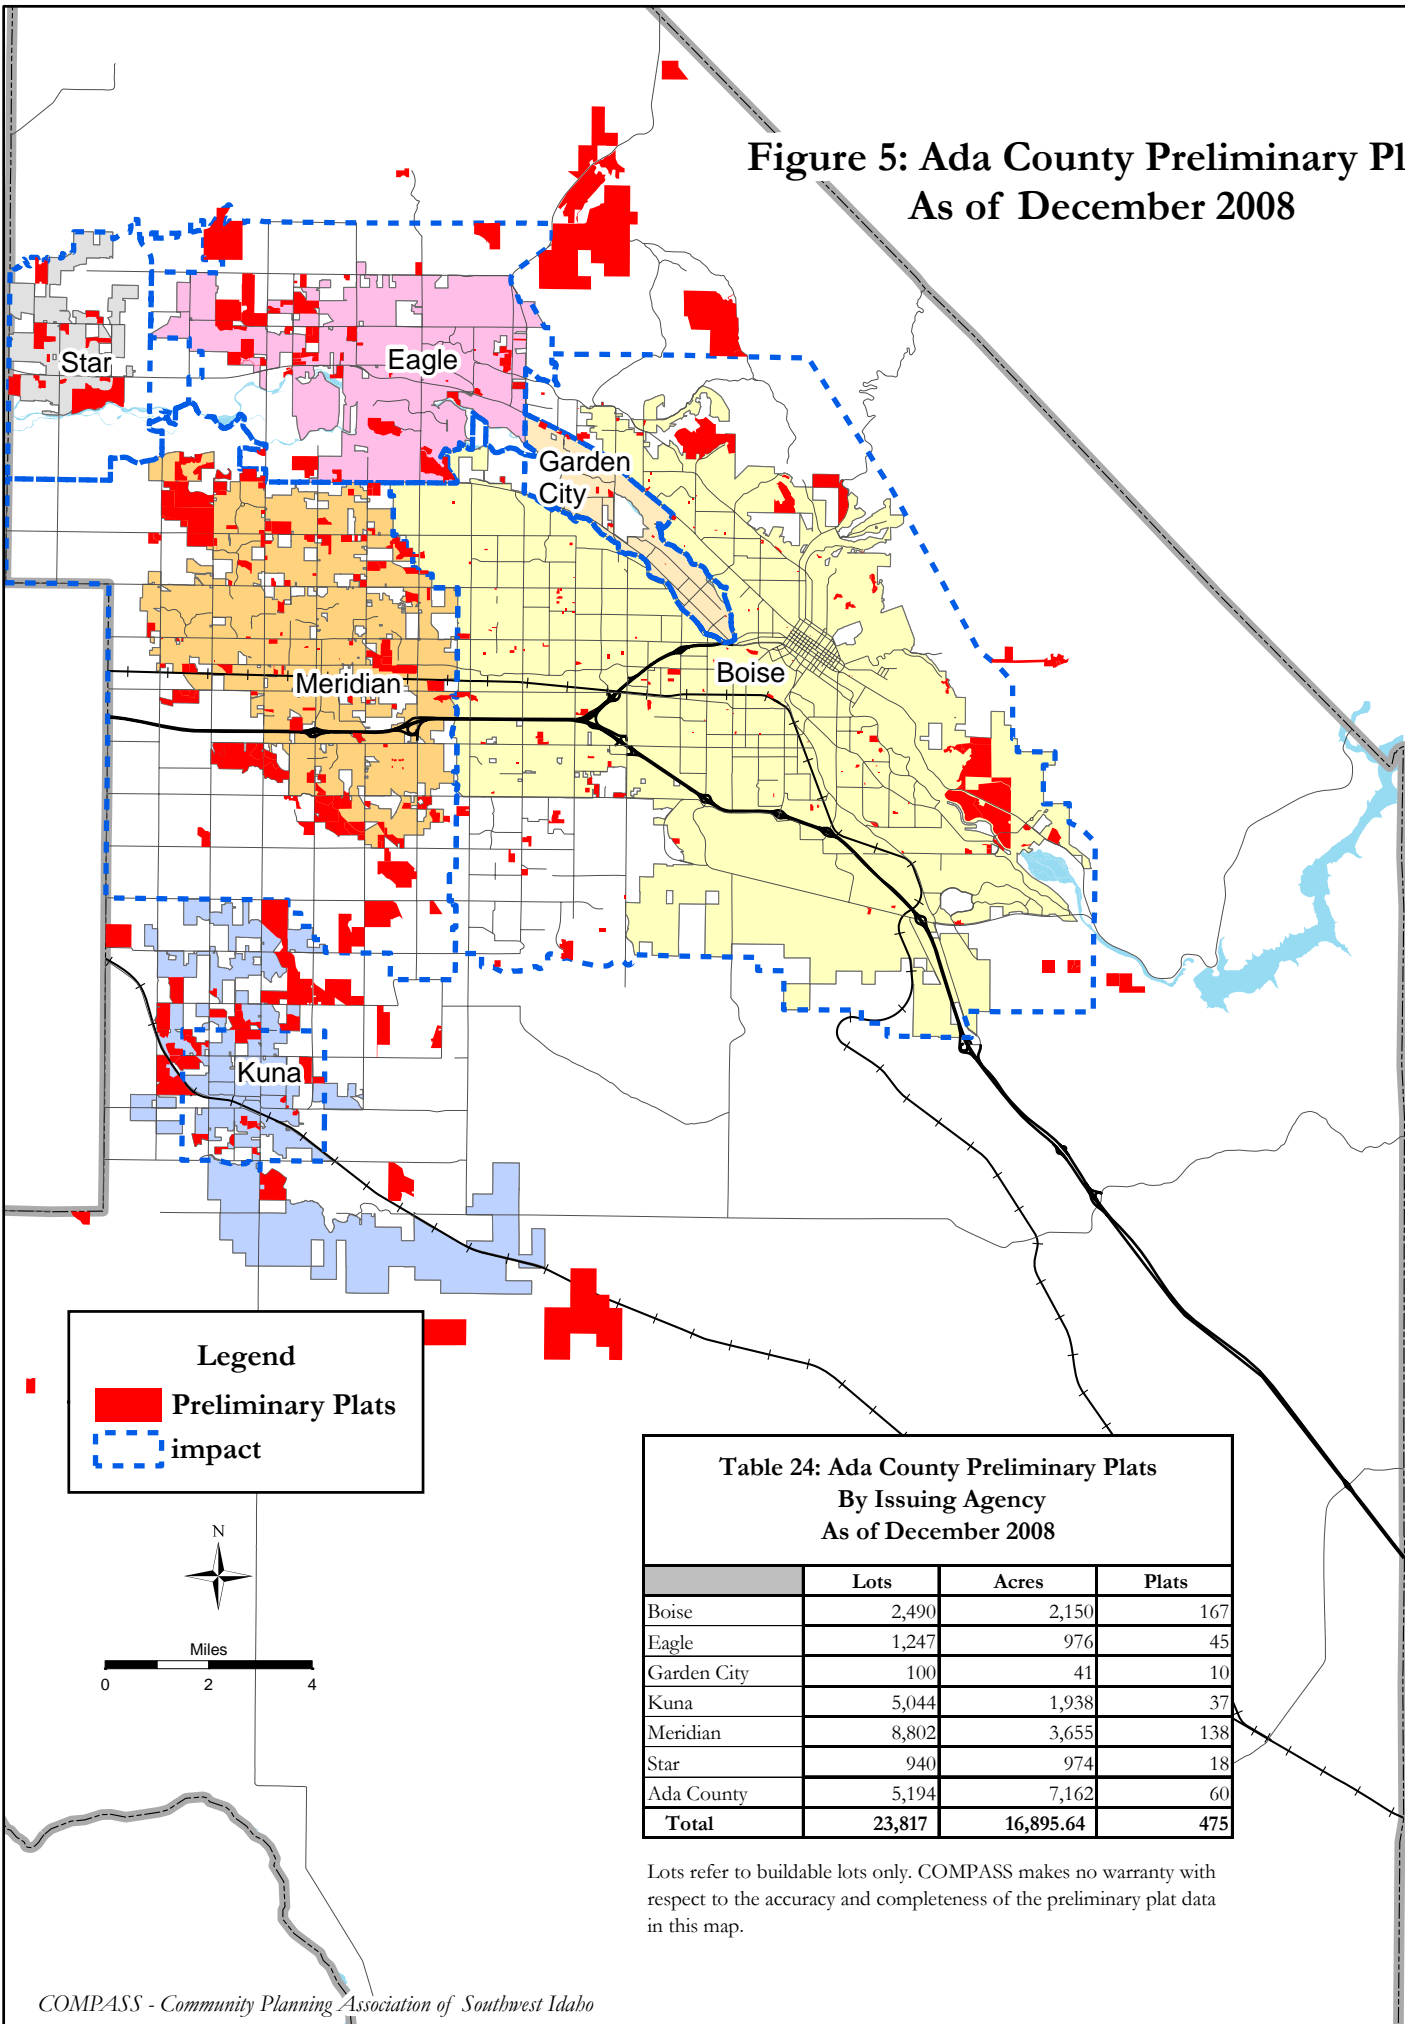 Figure 5: Ada County Preliminary Pl
As of December 2008
Star
Eagle
Garden
City
Boise
Meridian
Kuna
Legend
Preliminary Plats
impact
N
Miles
0 2 4
Table 24: Ada County Preliminary Plats
By Issuing Agency
As of December 2008
Lots Acres Plats
Boise 2,490 2,150 167
Eagle 1,247 976 45
Garden City 100 41 10
Kuna 5,044 1,938 37
Meridian 8,802 3,655 138
Star 940 974 18
Ada County 5,194 7,162 60
Total 23,817 16,895.64 475
Lots refer to buildable lots only. COMPASS makes no warranty with
respect to the accuracy and completeness of the preliminary plat data
in this map.
COMPASS - Community Planning Association of Southwest Idaho